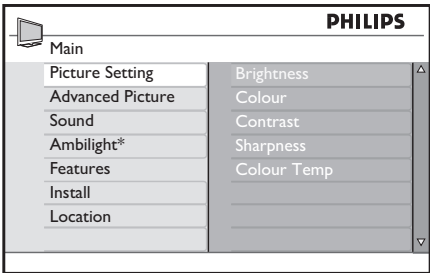 PHILIPS
Main
Picture Setting
Advanced Picture
Sound
Ambilight*
Features
Install
Location
Brightness
Colour
Contrast
Sharpness
Colour Temp